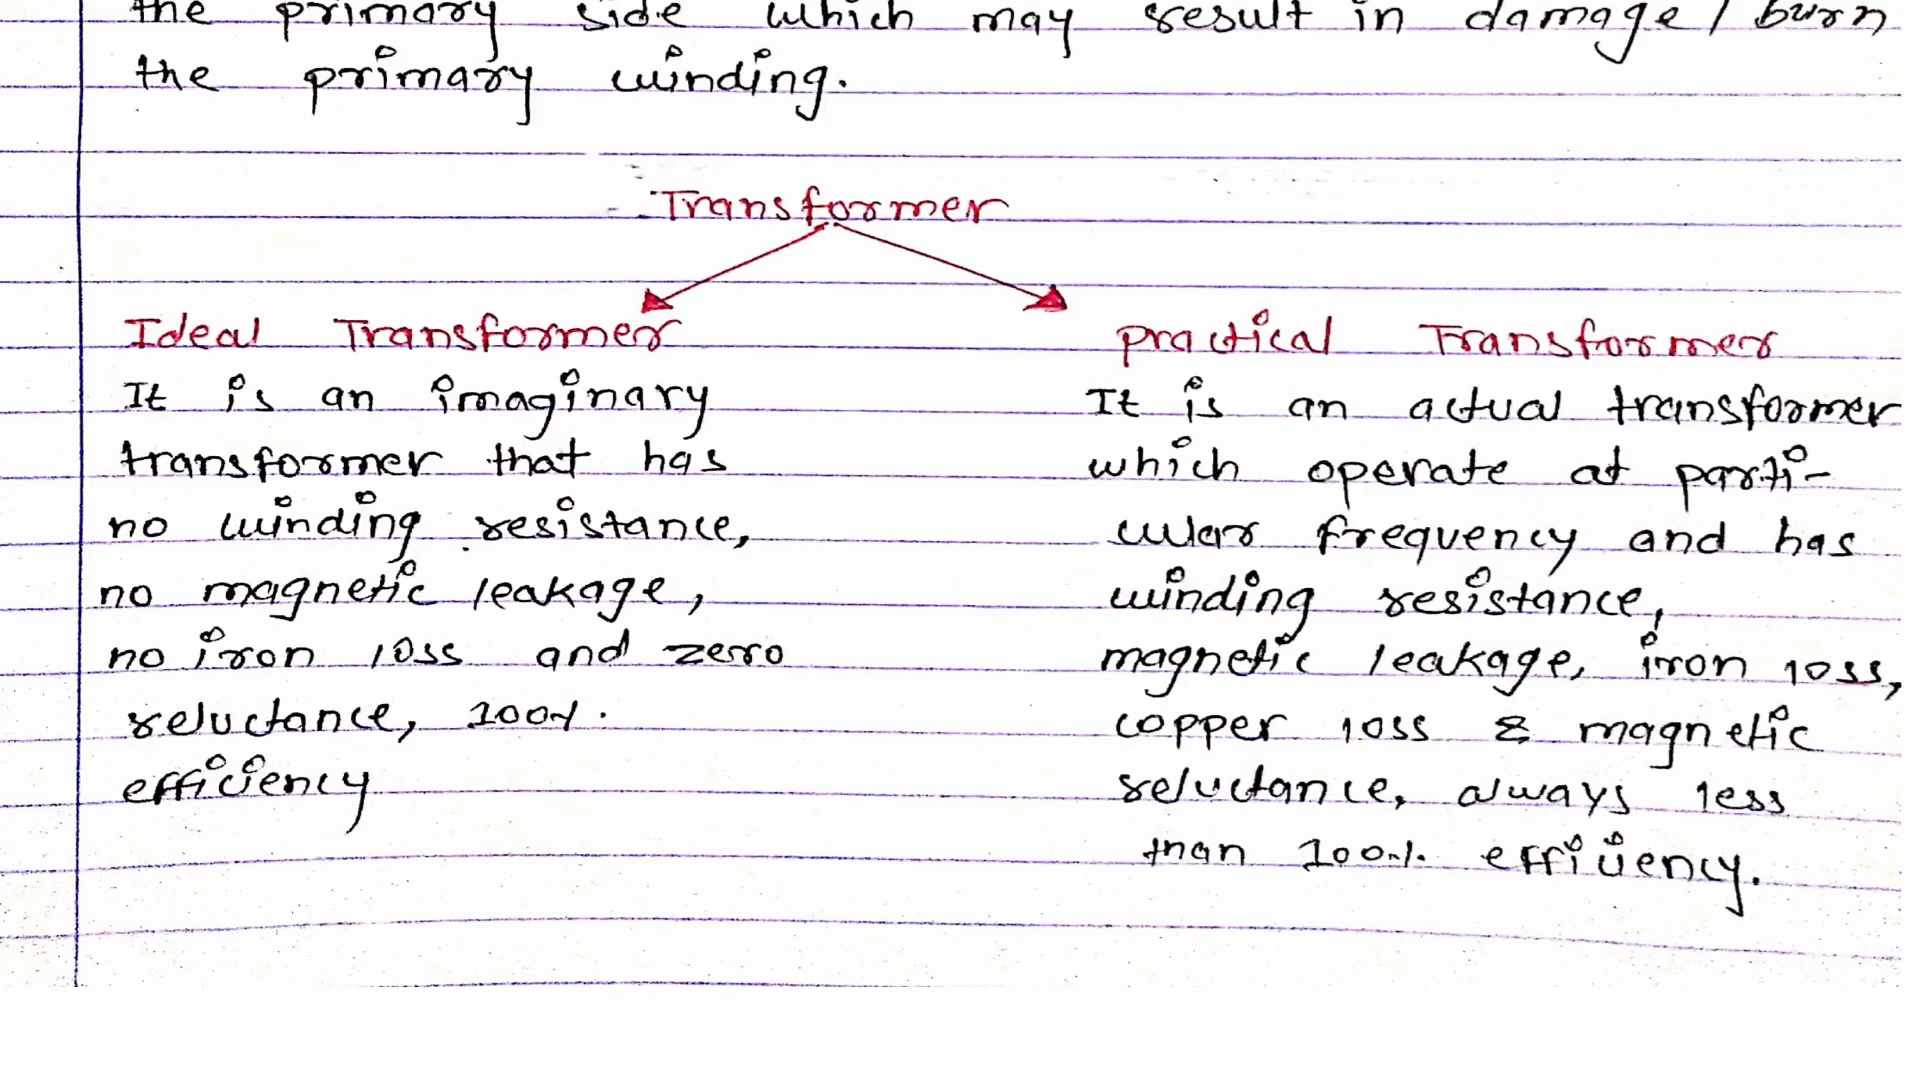 the primary side which may result in damage/burn
the primary winding.
Transformer
Ideal Transformer
It is an imaginary
transformer that has
no winding resistance,
no magnetic leakage,
no iron loss and zero
reluctance, 100%.
efficiency
Practical Transformer
It is an actual transformer
which operate at parti-
cular frequency and has
winding resistance,
magnetic leakage, iron loss,
copper loss & magnetic
reluctance, always less
than 100%. efficiency.